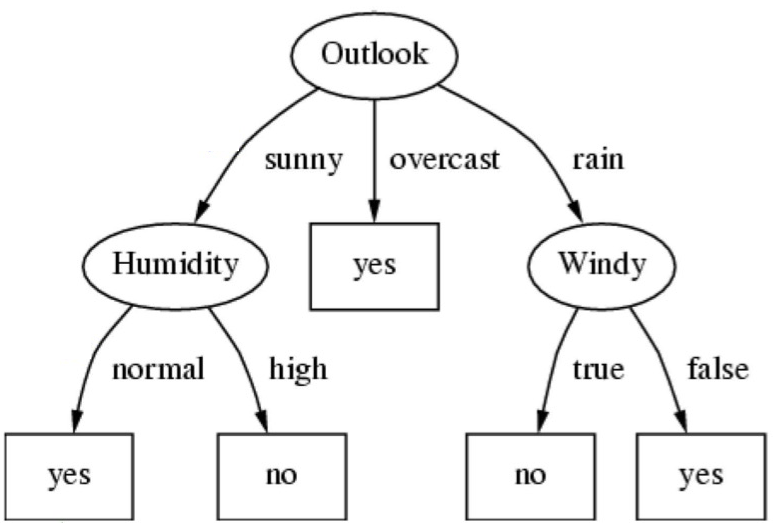 Outlook
sunny overcast rain
Humidity yes Windy
normal high true false
yes no no yes